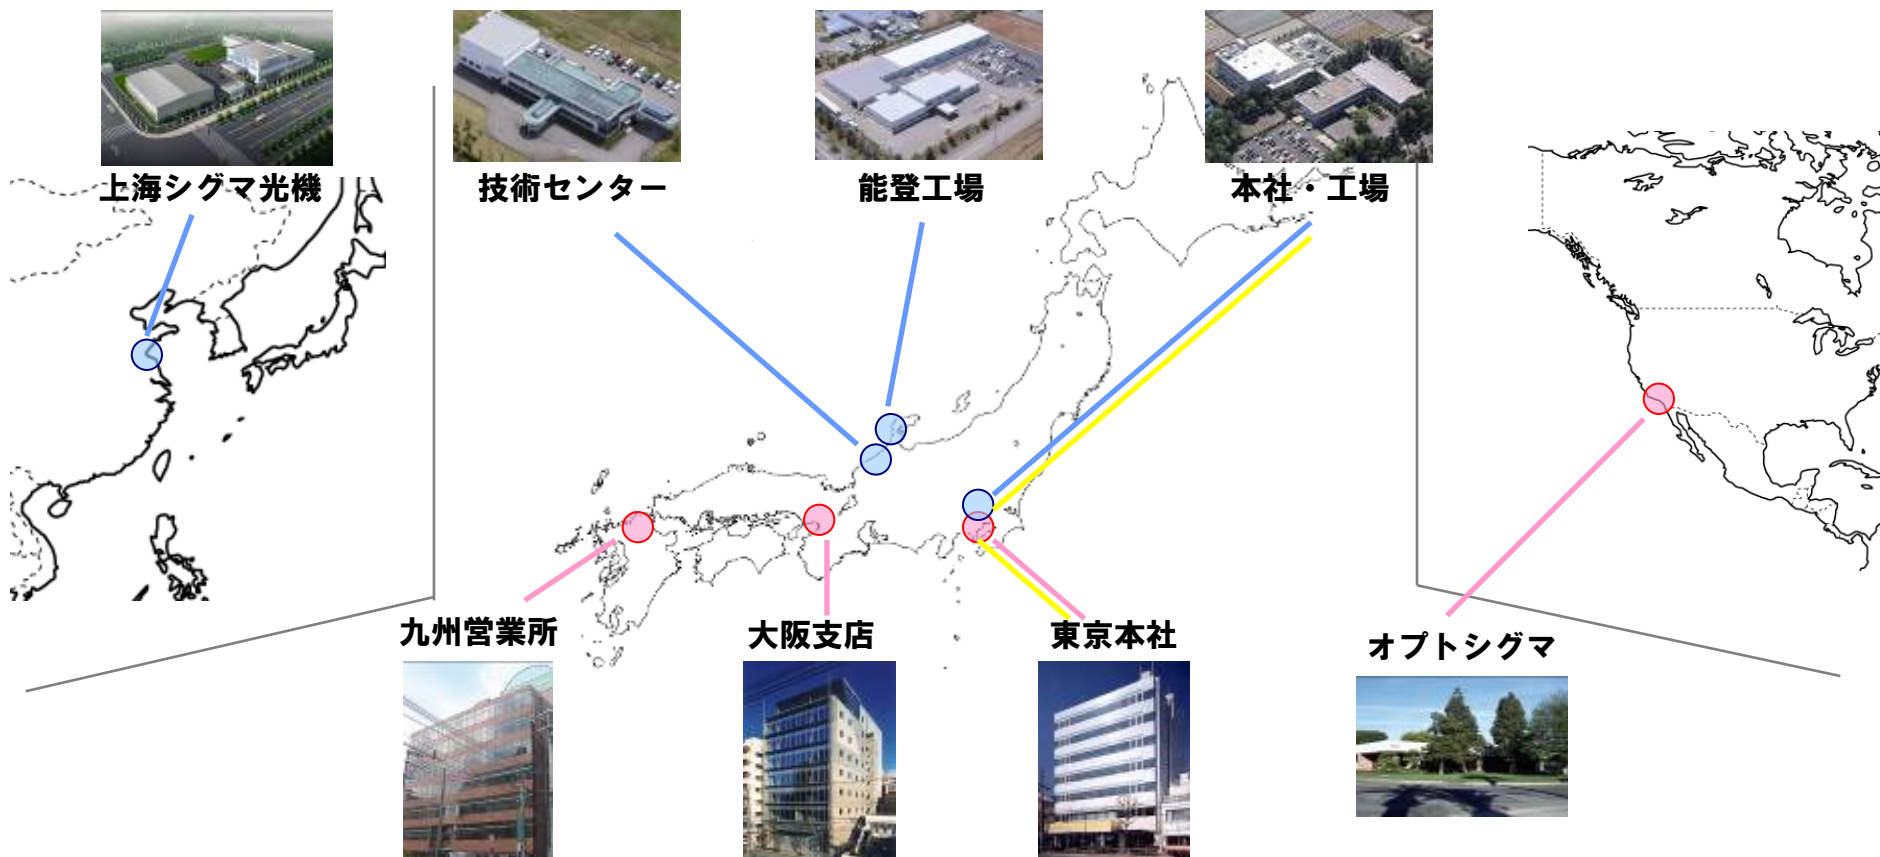 上海シグマ光機
技術センター
能登工場
本社・工場
九州営業所
大阪支店
東京本社
オプトシグマ